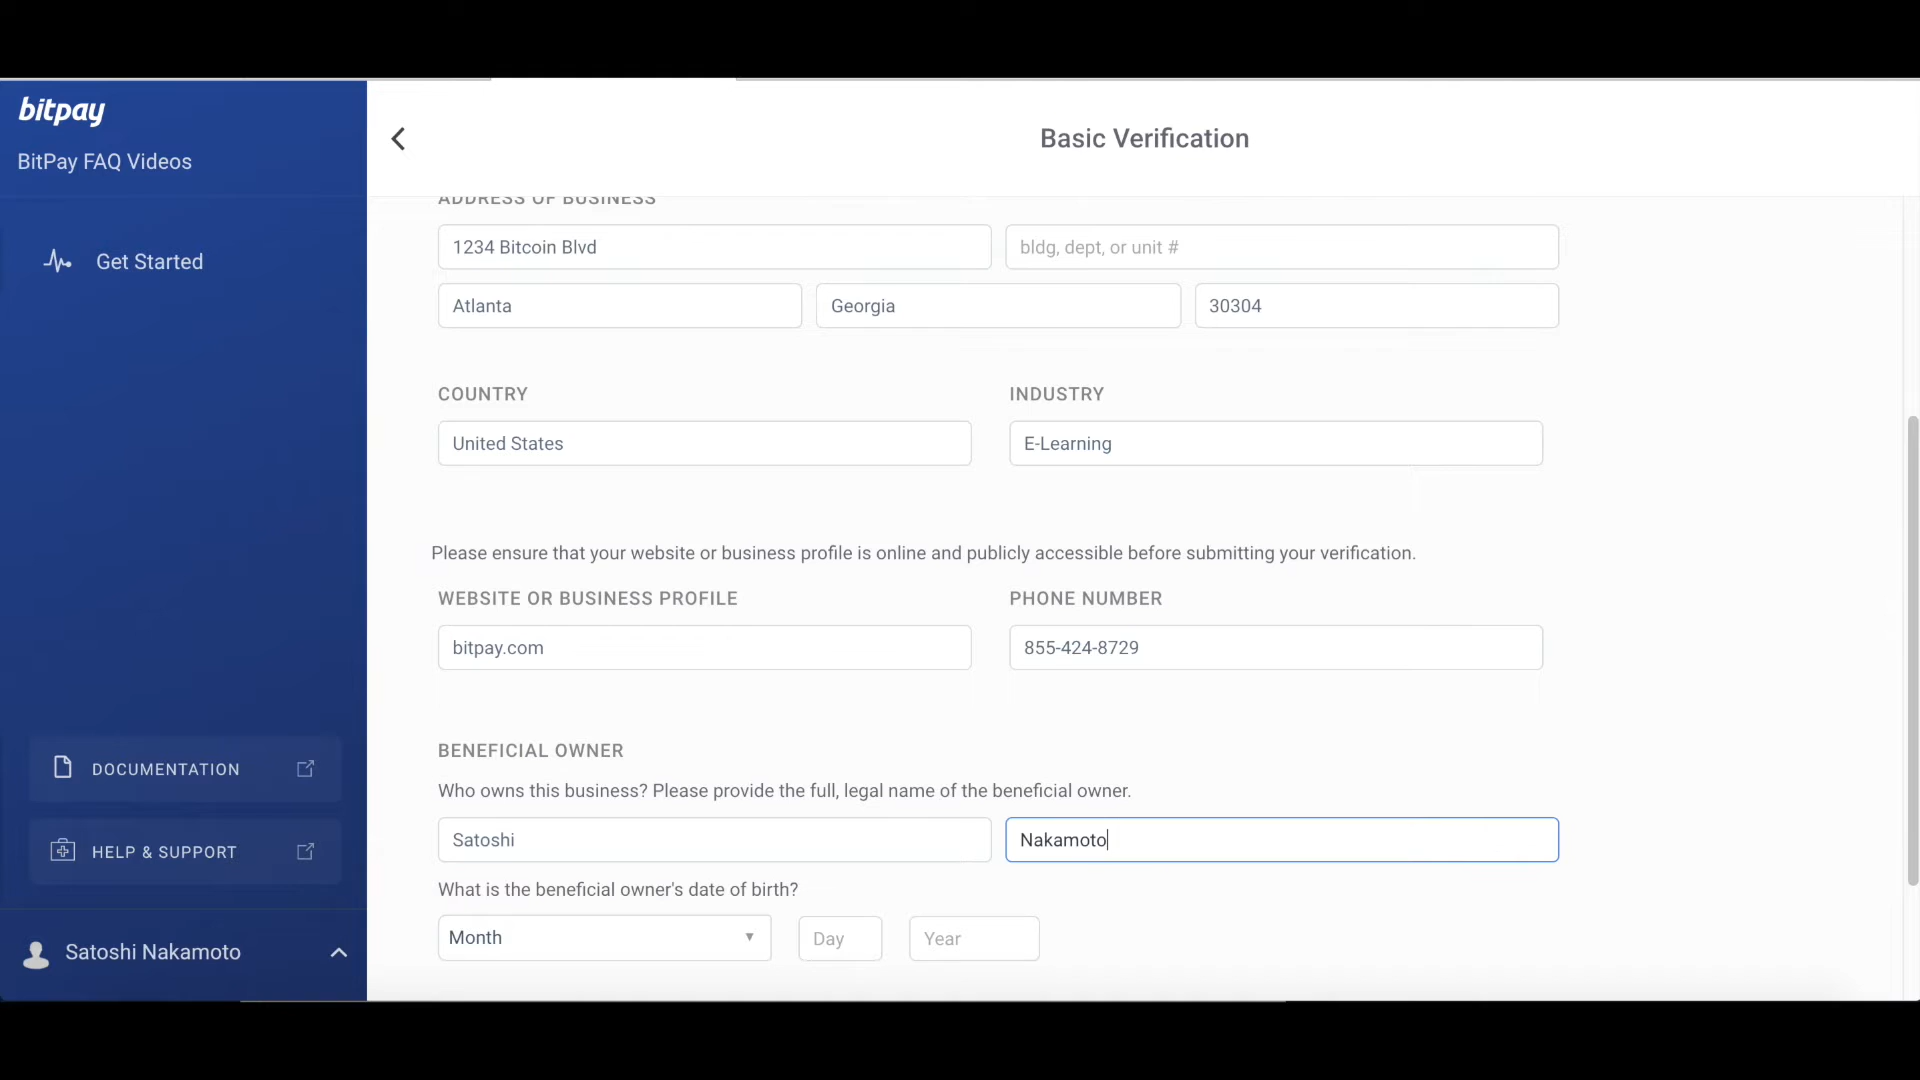 bitpay
BitPay FAQ Videos
Get Started
DOCUMENTATION
HELP & SUPPORT
Satoshi Nakamoto
Basic Verification
ADDRESS OF BUSINESS
1234 Bitcoin Blvd
bldg, dept, or unit #
Atlanta
Georgia
30304
COUNTRY
INDUSTRY
United States
E-Learning
Please ensure that your website or business profile is online and publicly accessible before submitting your verification.
WEBSITE OR BUSINESS PROFILE
PHONE NUMBER
bitpay.com
855-424-8729
BENEFICIAL OWNER
Who owns this business? Please provide the full, legal name of the beneficial owner.
Satoshi
Nakamoto
What is the beneficial owner's date of birth?
Month
Day
Year